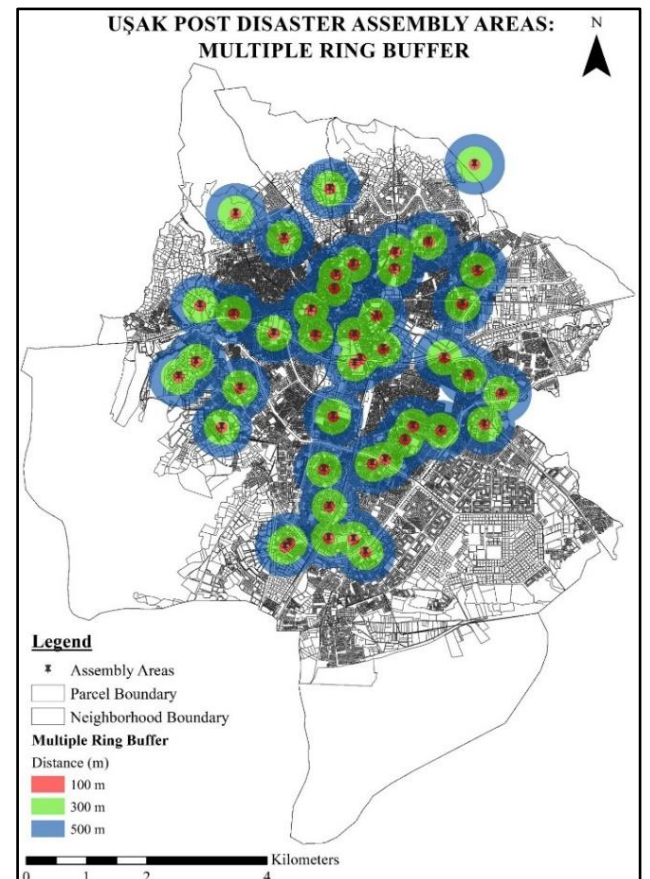 UŞAK POST DISASTER ASSEMBLY AREAS:
MULTIPLE RING BUFFER
N
Legend
Assembly Areas
Parcel Boundary
Neighborhood Boundary
Multiple Ring Buffer
Distance (m)
100 m
300 m
500 m
Kilometers
0 1 2 4